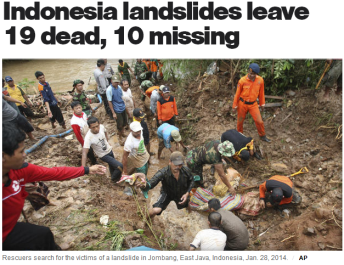 Indonesia landslides leave
19 dead, 10 missing
Rescuers search for the victims of a landslide in Jombang, East Java, Indonesia, Jan. 28, 2014. / AP